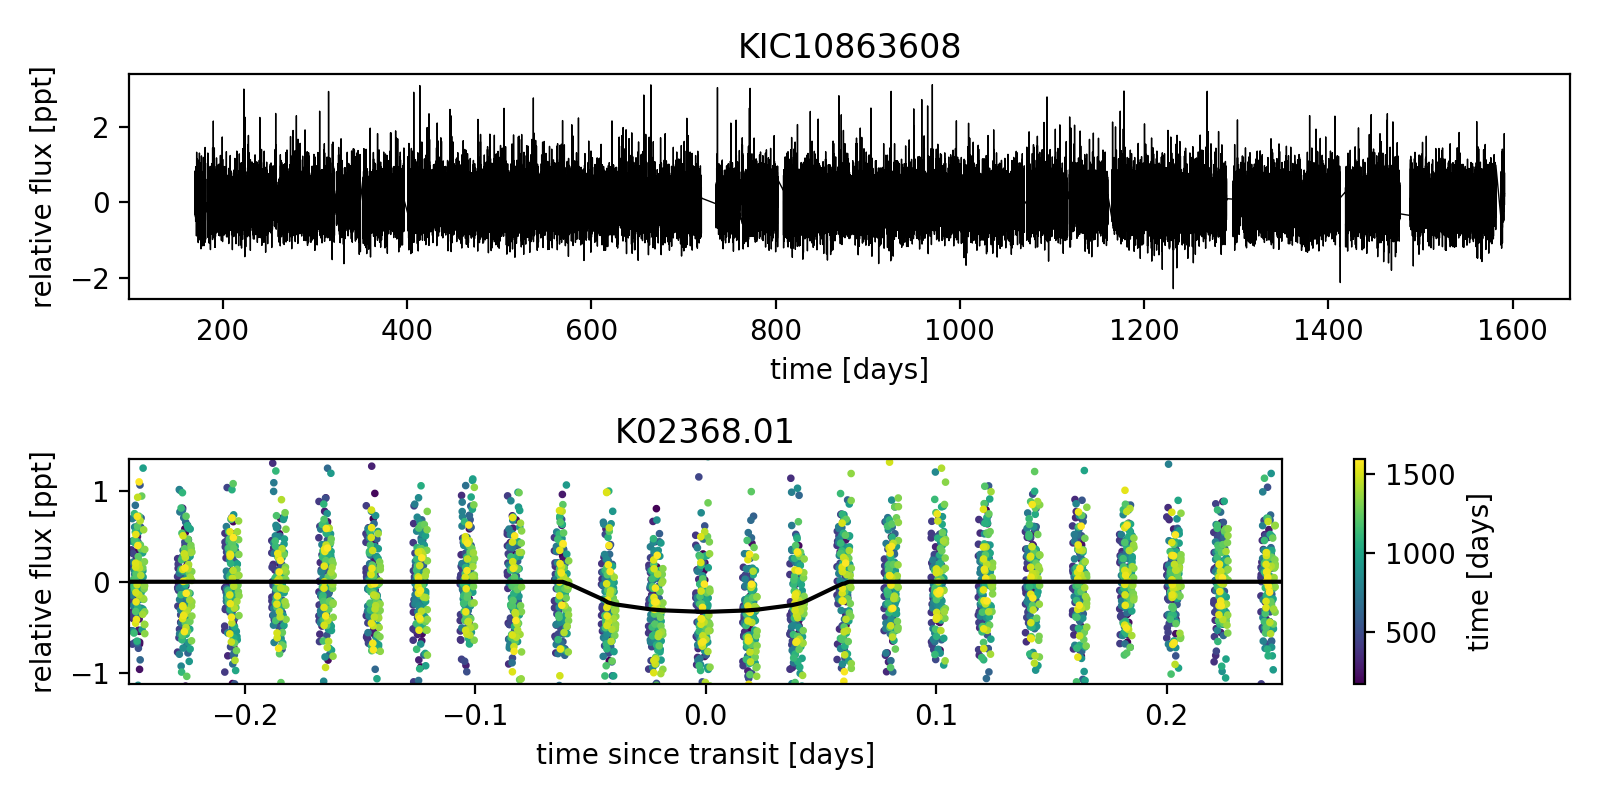 KIC10863608
relative flux [ppt]
2
0
−2
200 400 600 800 1000 1200 1400 1600
time [days]
K02368.01
relative flux [ppt]
1
0
−1
−0.2 −0.1 0.0 0.1 0.2
time since transit [days]
1500
1000
500
time [days]